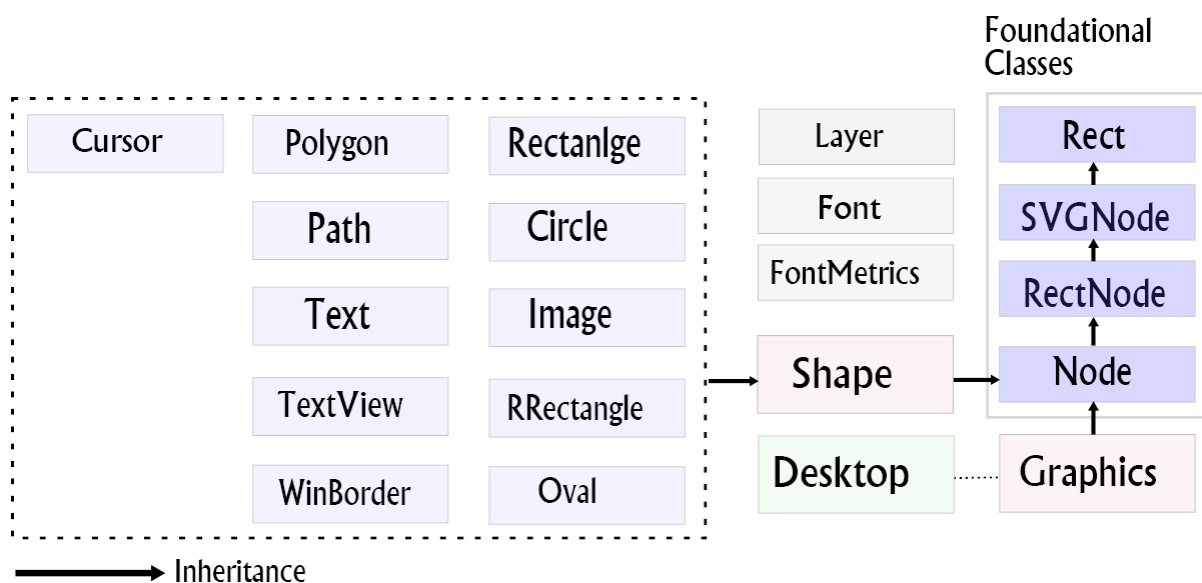 Foundational
Classes
Cursor
Polygon
Rectanlge
Layer
Rect
Path
Circle
Font
SVGNode
Text
Image
FontMetrics
RectNode
TextView
RRectangle
Shape
Node
WinBorder
Oval
Desktop
Graphics
Inheritance